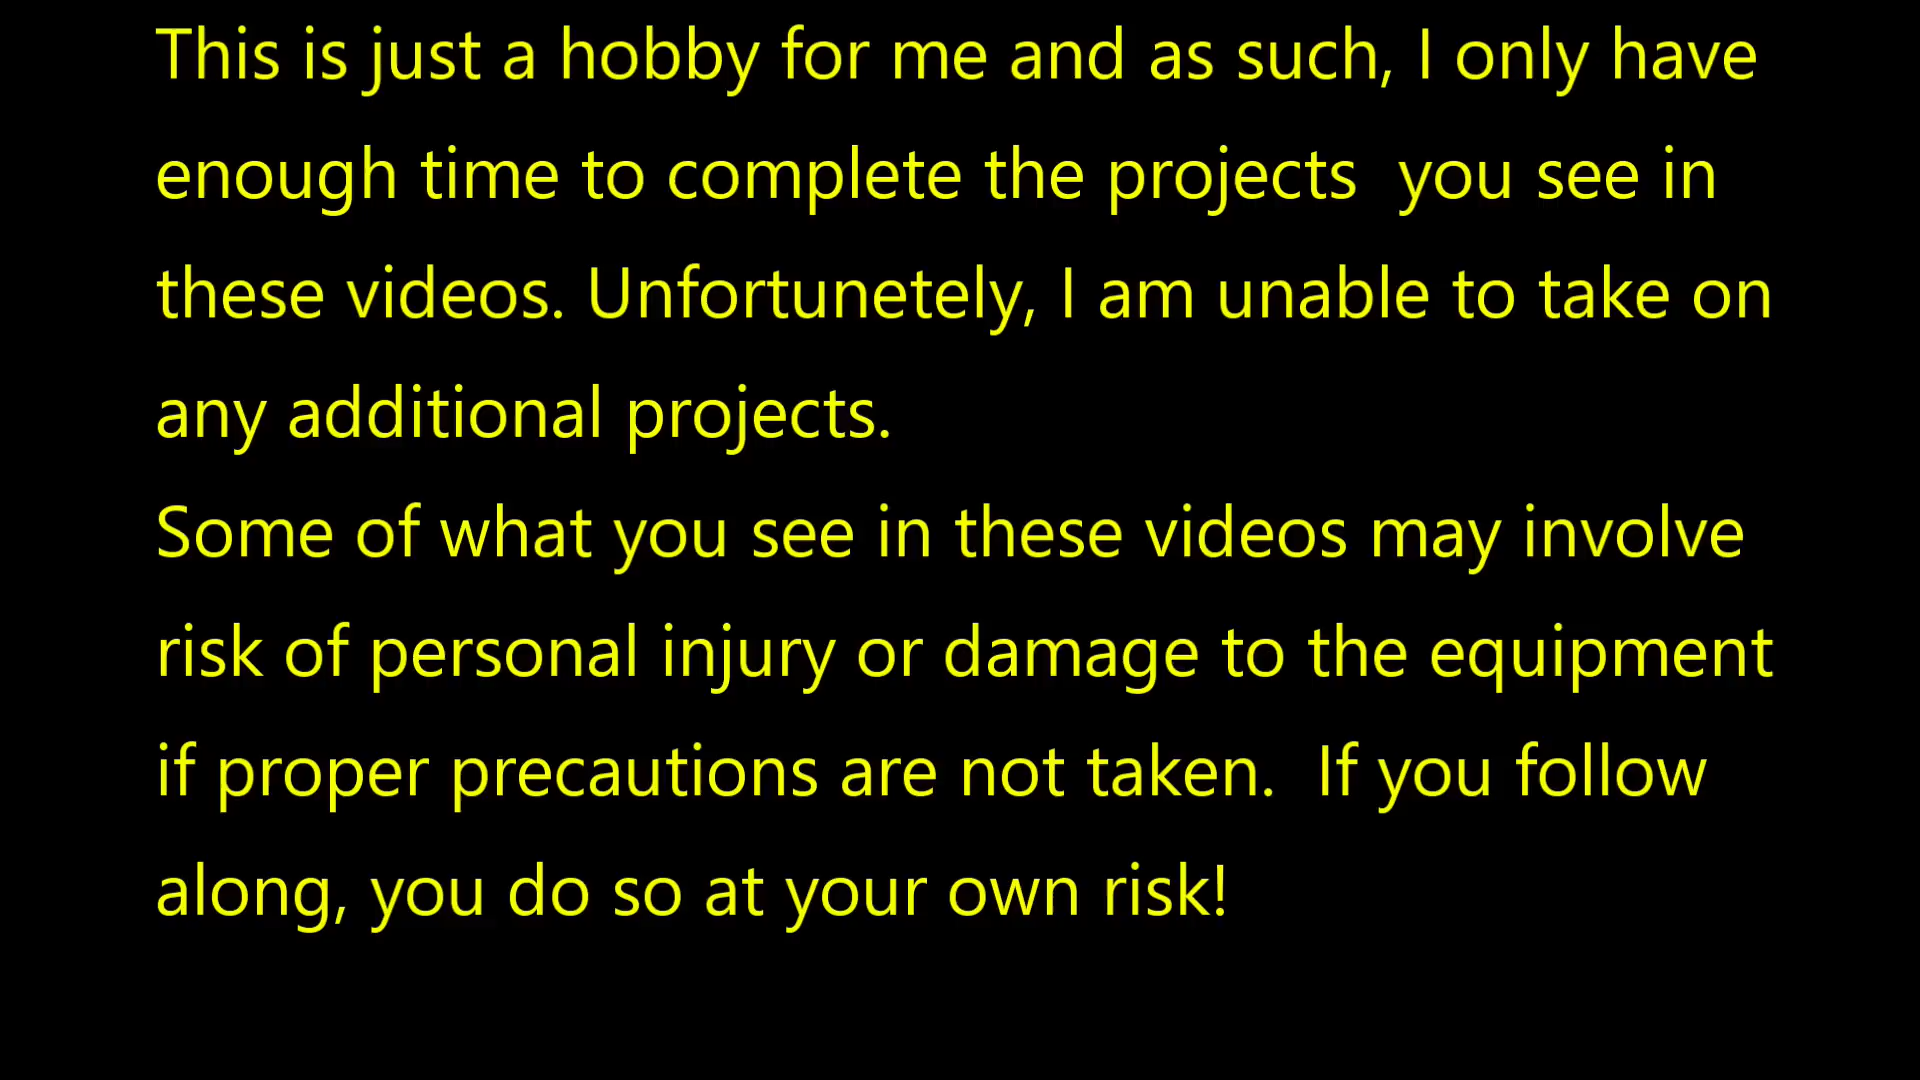 This is just a hobby for me and as such, I only have
enough time to complete the projects  you see in
these videos. Unfortunetely, I am unable to take on
any additional projects.
Some of what you see in these videos may involve
risk of personal injury or damage to the equipment
if proper precautions are not taken.  If you follow
along, you do so at your own risk!